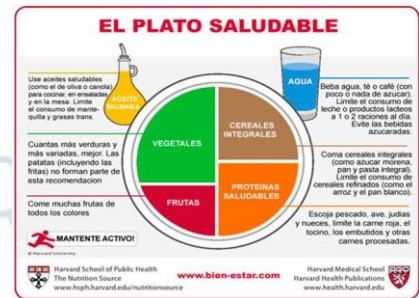 EL PLATO SALUDABLE
Use aceites saludables
(como el de oliva o canola)
para cocinar, en ensaladas,
y en la mesa. Limite
el consumo de mante-
quilla y grasas trans.
ACEITE
SALUDABLE
AGUA
Beba agua, té o café (con
poco o nada de azucar).
Limite el consumo de
leche o productos lacteos
a 1 o 2 raciones al día.
Evite las bebidas
azucaradas.
VEGETALES
CEREALES
INTEGRALES
Cuantas más verduras y
más variadas, mejor. Las
patatas (incluyendo las
fritas) no forman parte de
esta recomendacion
Coma cereales integrales
(como azucar morena,
pan y pasta integral).
Limite el consumo de
cereales refinados (como el
arroz y el pan blanco).
FRUTAS
PROTEINAS
SALUDABLES
Come muchas frutas
de todos los colores
Escoja pescado, ave, judias
y nueces, limite la carne roja, el
tocino, los embutidos y otras
carnes procesadas.
MANTENTE ACTIVO!
© Harvard University
Harvard School of Public Health
The Nutrition Source
www.hsph.harvard.edu/nutritionsource
www.bien-estar.com
Harvard Medical School
Harvard Health Publications
www.health.harvard.edu